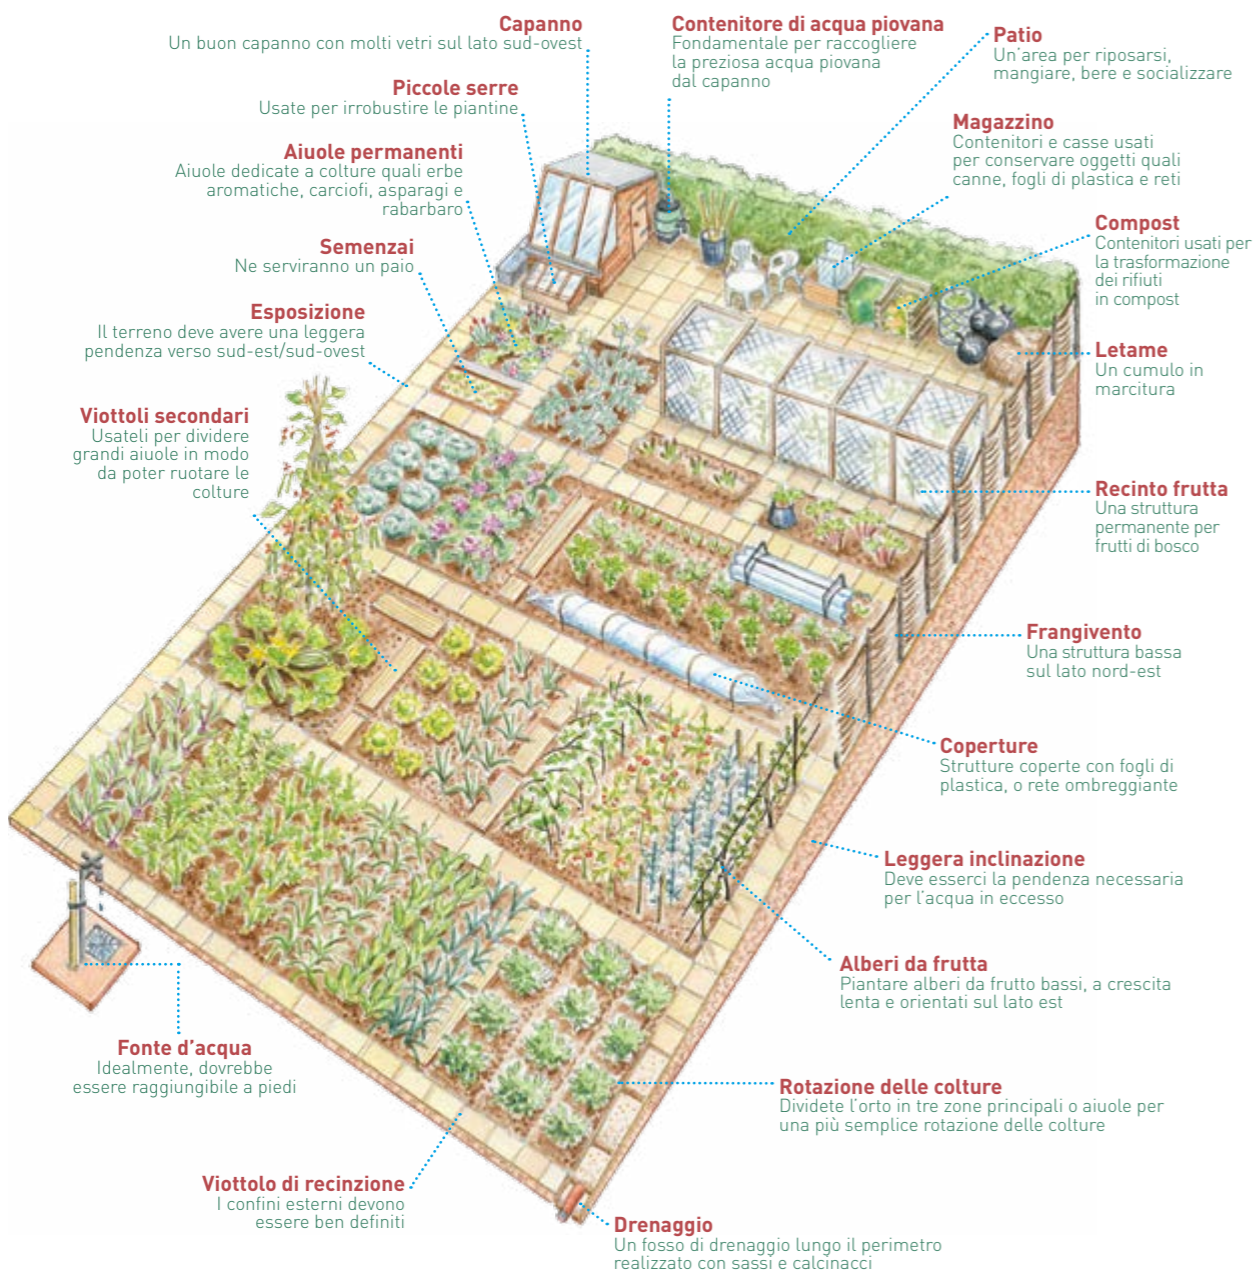 Capanno
Un buon capanno con molti vetri sul lato sud-ovest
Contenitore di acqua piovana
Fondamentale per raccogliere
la preziosa acqua piovana
dal capanno
Patio
Un'area per riposarsi,
mangiare, bere e socializzare
Piccole serre
Usate per irrobustire le piantine
Magazzino
Contenitori e casse usati
per conservare oggetti quali
canne, fogli di plastica e reti
Aiuole permanenti
Aiuole dedicate a colture quali erbe
aromatiche, carciofi, asparagi e
rabarbaro
Compost
Contenitori usati per
la trasformazione
dei rifiuti
in compost
Semenzai
Ne serviranno un paio
Esposizione
Il terreno deve avere una leggera
pendenza verso sud-est/sud-ovest
Letame
Un cumulo in
marcitura
Viottoli secondari
Usateli per dividere
grandi aiuole in modo
da poter ruotare le
colture
Recinto frutta
Una struttura
permanente per
frutti di bosco
Frangivento
Una struttura bassa
sul lato nord-est
Coperture
Strutture coperte con fogli di
plastica, o rete ombreggiante
Leggera inclinazione
Deve esserci la pendenza necessaria
per l'acqua in eccesso
Alberi da frutta
Piantare alberi da frutto bassi, a crescita
lenta e orientati sul lato est
Fonte d'acqua
Idealmente, dovrebbe
essere raggiungibile a piedi
Rotazione delle colture
Dividete l'orto in tre zone principali o aiuole per
una più semplice rotazione delle colture
Viottolo di recinzione
I confini esterni devono
essere ben definiti
Drenaggio
Un fosso di drenaggio lungo il perimetro
realizzato con sassi e calcinacci